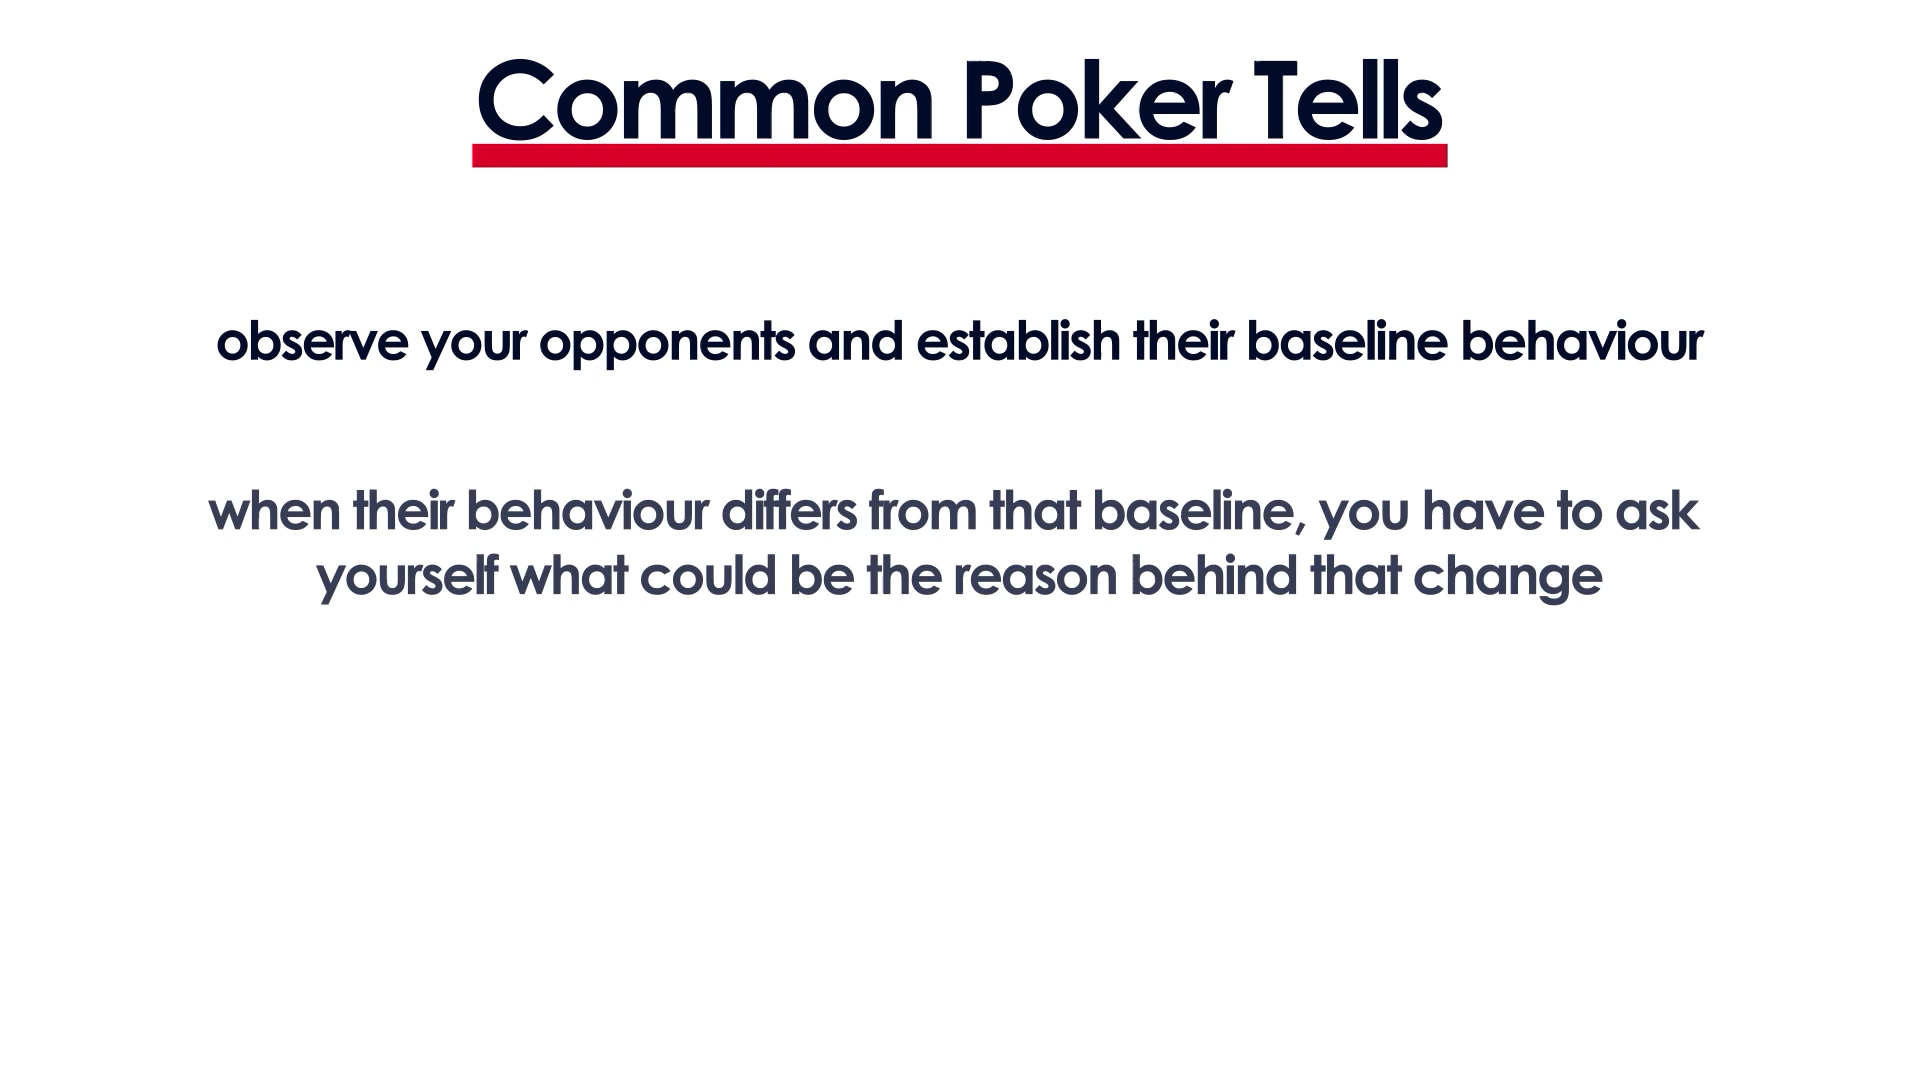 Common Poker Tells
observe your opponents and establish their baseline behaviour
when their behaviour differs from that baseline, you have to ask
yourself what could be the reason behind that change